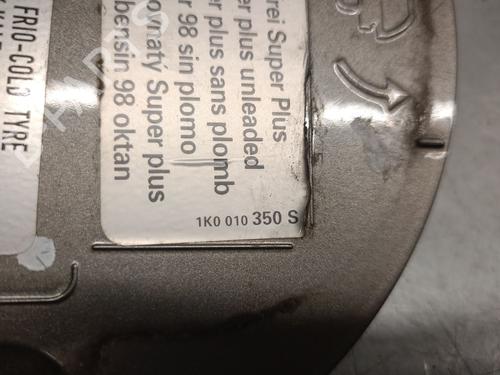 FRIO-COLD TYRE
rei Super Plus
er plus unleaded
er plus sans plomb
r 98 sin plomo
onaty Super plus
bensin 98 oktan
1K0 010 350 S